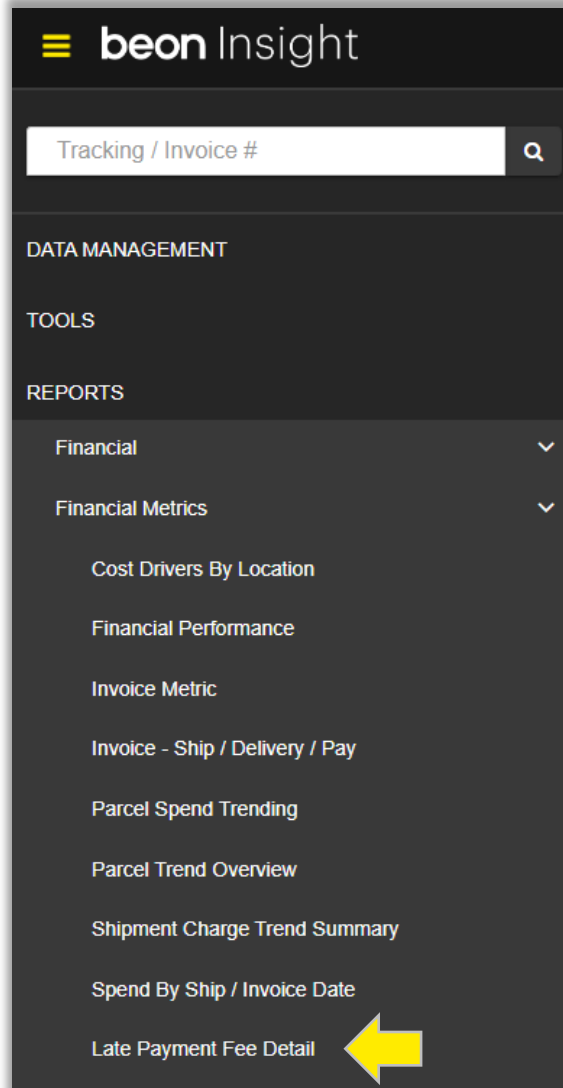 beon Insight
Tracking / Invoice #
DATA MANAGEMENT
TOOLS
REPORTS
Financial
Financial Metrics
Cost Drivers By Location
Financial Performance
Invoice Metric
Invoice - Ship / Delivery / Pay
Parcel Spend Trending
Parcel Trend Overview
Shipment Charge Trend Summary
Spend By Ship / Invoice Date
Late Payment Fee Detail